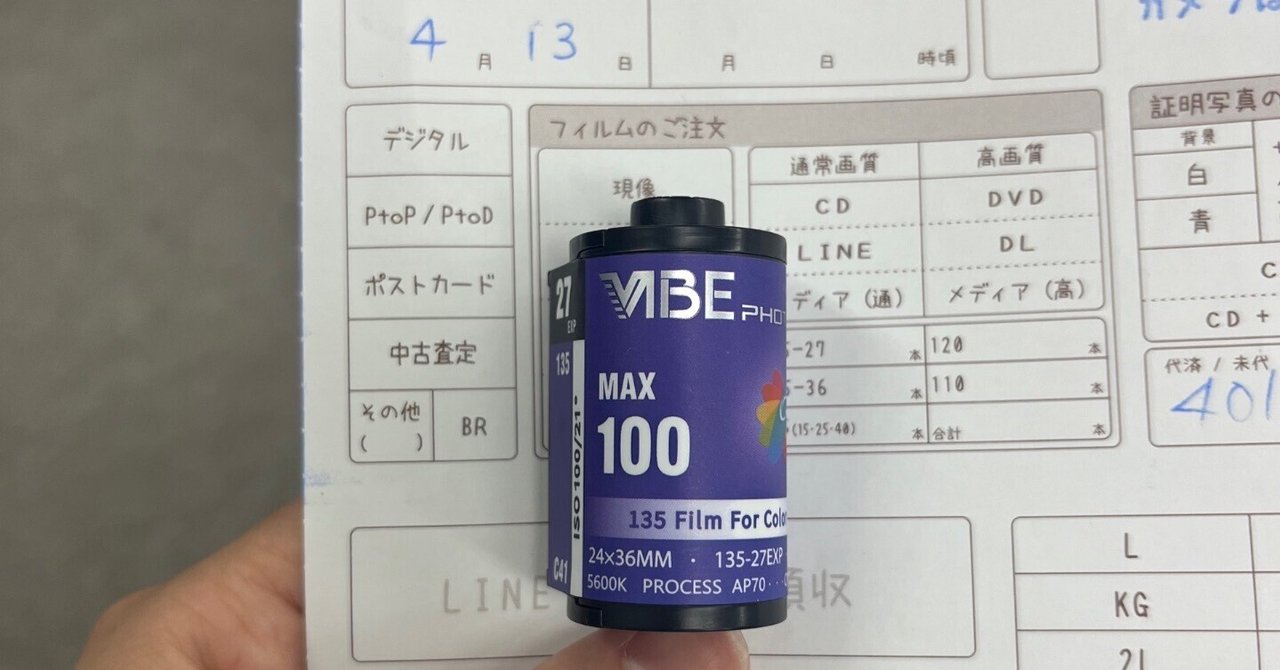 4 月 13 日
月 日 時頃
デジタル
PtoP / PtoD
ポストカード
中古査定
その他
( )
BR
フィルムのご注文
現像
通常画質
高画質
CD
DVD
LINE
DL
ディア (通)
メディア (高)
-27 本
120 本
-36 本
110 本
(15・25・40) 本
合計 本
証明写真の
背景
白
青
C
CD +
代済 / 未代
401
LINE
領収
L
KG
2L
27
EXP
135
ISO 100/21°
C41
VIBE PHO
MAX
100
135 Film For Color
24×36MM · 135-27EXP
5600K PROCESS AP70